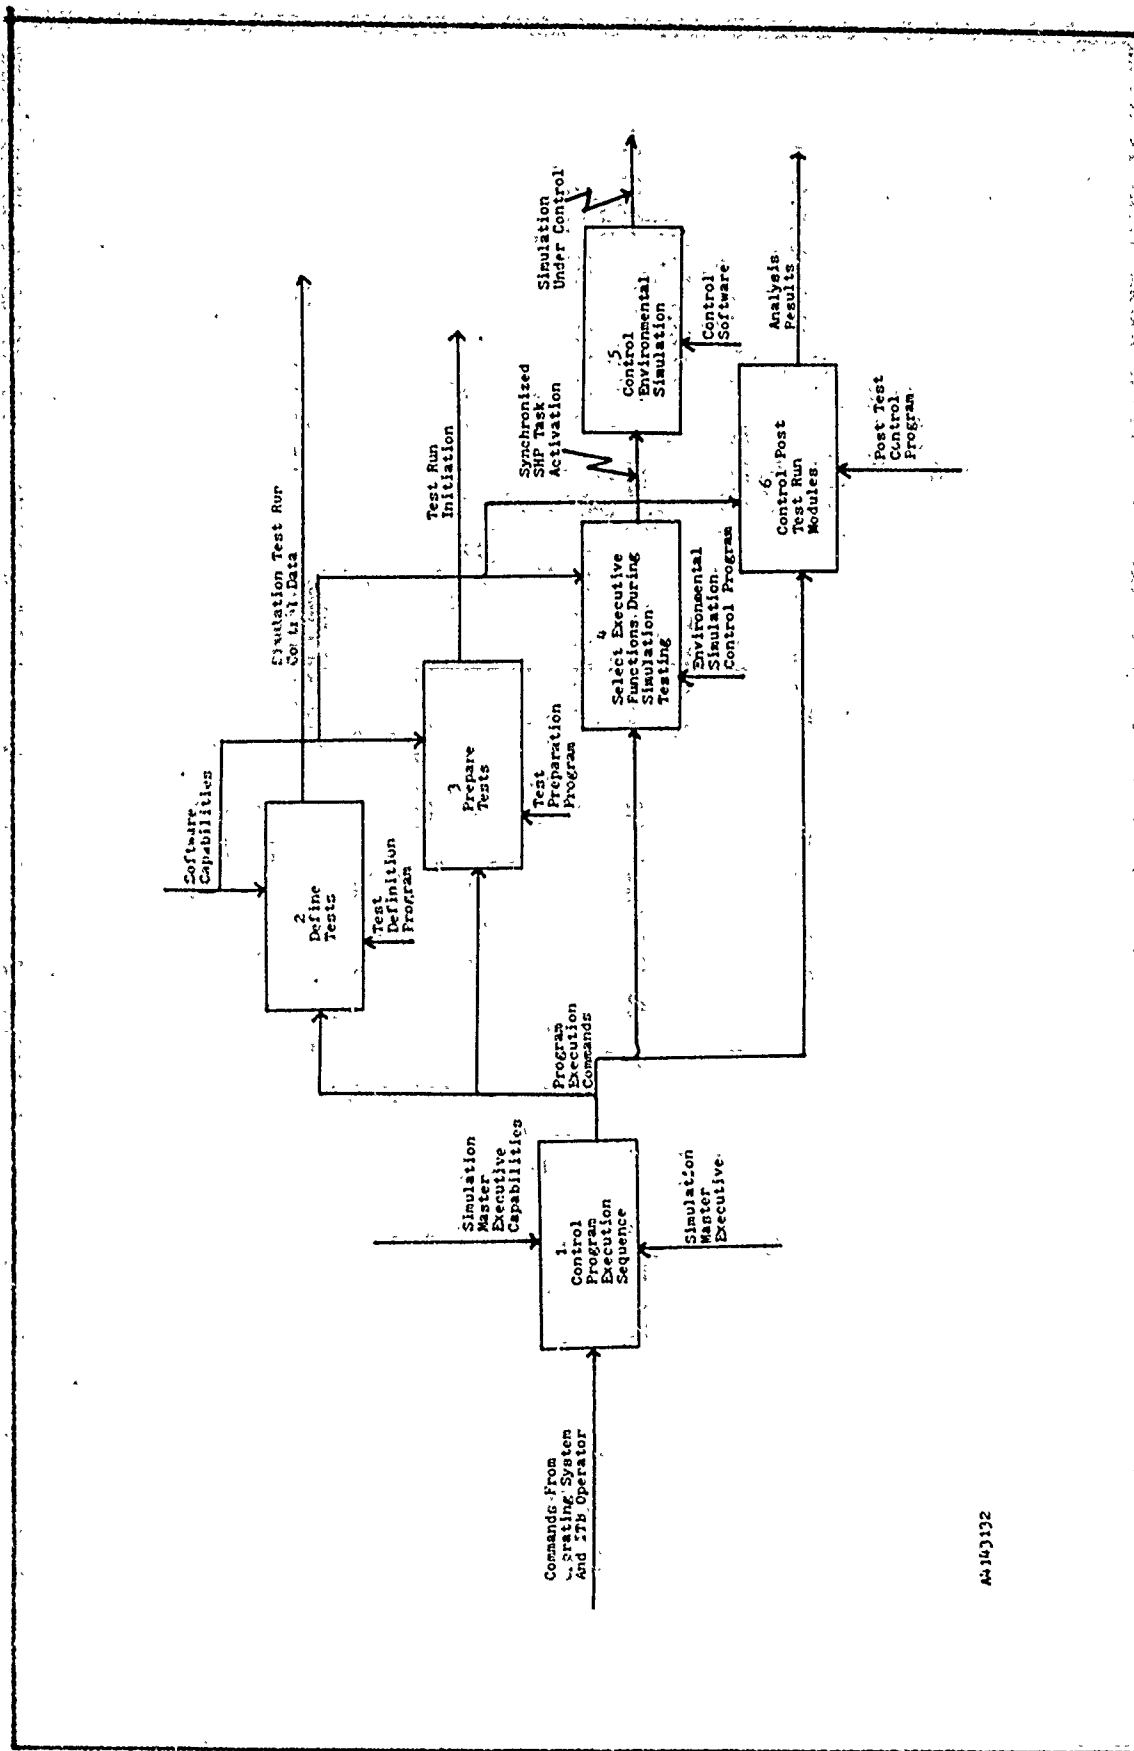 Commands From
And ITB Operator
1.
Control
Program
Execution
Sequence
Simulation
Master
Executive
Capabilities
Simulation
Master
Executive
Program
Execution
Commands
Software
Capabilities
2
Define
Tests
Test
Definition
Program
Simulation Test Run
Data
3
Prepare
Tests
Test
Preparation
Program
Test Run
Initiation
4
Select Executive
Functions During
Simulation
Testing
Environmental
Simulation
Control Program
Synchronized
SHP Task
Activation
5
Control
Environmental
Simulation
Control
Software
Simulation
Under Control
6
Control Post
Test Run
Modules.
Post Test
Control
Program
Analysis
Results
A4143132